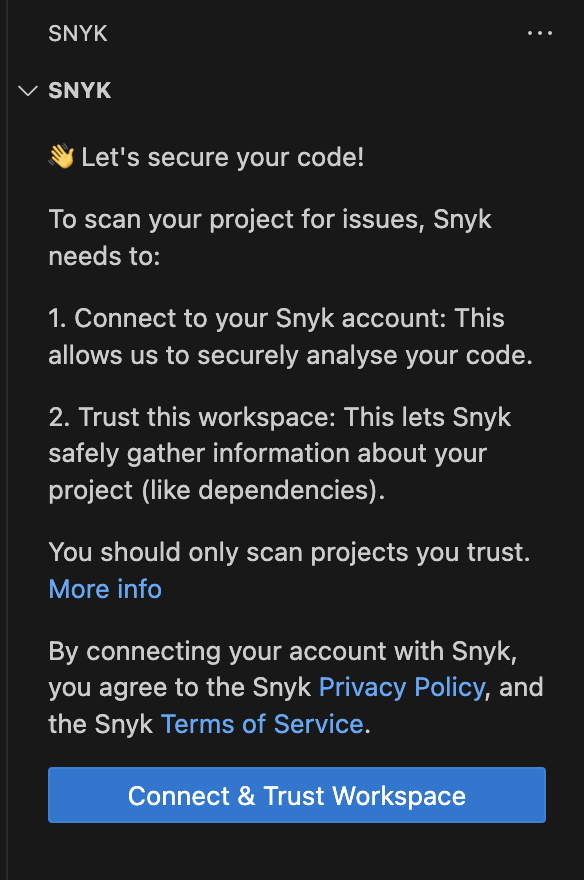 SNYK
SNYK
👋 Let's secure your code!
To scan your project for issues, Snyk
needs to:
1. Connect to your Snyk account: This
allows us to securely analyse your code.
2. Trust this workspace: This lets Snyk
safely gather information about your
project (like dependencies).
You should only scan projects you trust.
More info
By connecting your account with Snyk,
you agree to the Snyk Privacy Policy, and
the Snyk Terms of Service.
Connect & Trust Workspace